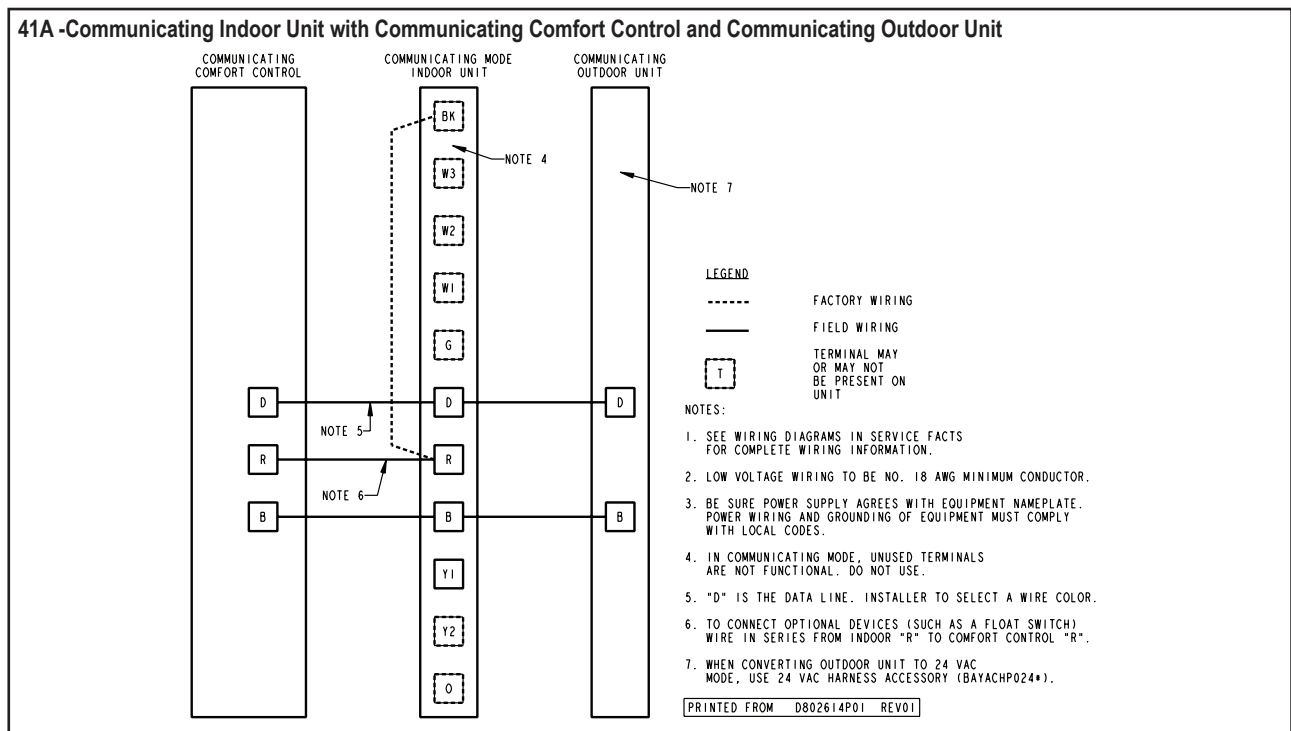 41A -Communicating Indoor Unit with Communicating Comfort Control and Communicating Outdoor Unit
COMMUNICATING
COMFORT CONTROL
COMMUNICATING MODE
INDOOR UNIT
COMMUNICATING
OUTDOOR UNIT
BK
NOTE 4
W3
NOTE 7
W2
W1
G
D
D
D
NOTE 5
R
R
NOTE 6
B
B
B
Y1
Y2
O
LEGEND
FACTORY WIRING
FIELD WIRING
T
TERMINAL MAY
OR MAY NOT
BE PRESENT ON
UNIT
NOTES:
1. SEE WIRING DIAGRAMS IN SERVICE FACTS
FOR COMPLETE WIRING INFORMATION.
2. LOW VOLTAGE WIRING TO BE NO. 18 AWG MINIMUM CONDUCTOR.
3. BE SURE POWER SUPPLY AGREES WITH EQUIPMENT NAMEPLATE.
POWER WIRING AND GROUNDING OF EQUIPMENT MUST COMPLY
WITH LOCAL CODES.
4. IN COMMUNICATING MODE, UNUSED TERMINALS
ARE NOT FUNCTIONAL. DO NOT USE.
5. "D" IS THE DATA LINE. INSTALLER TO SELECT A WIRE COLOR.
6. TO CONNECT OPTIONAL DEVICES (SUCH AS A FLOAT SWITCH)
WIRE IN SERIES FROM INDOOR "R" TO COMFORT CONTROL "R".
7. WHEN CONVERTING OUTDOOR UNIT TO 24 VAC
MODE, USE 24 VAC HARNESS ACCESSORY (BAYACHP024*).
PRINTED FROM D802614P01 REV01